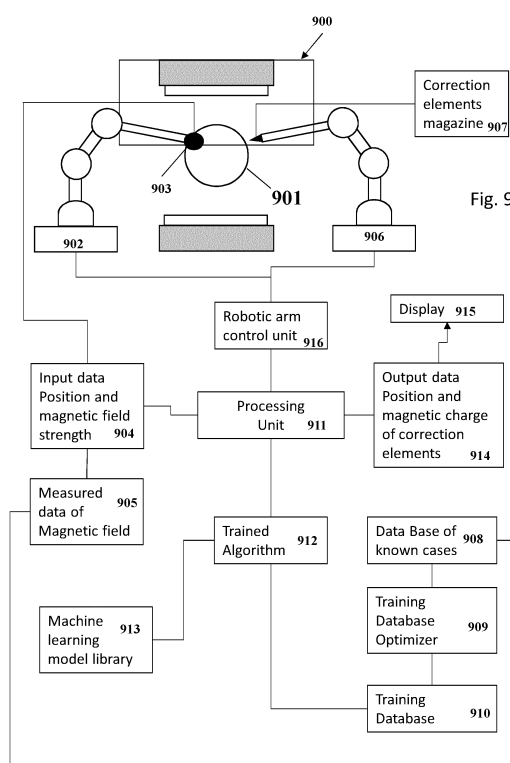 900
Correction
elements
magazine 907
903
901
Fig. 9
902
906
Robotic arm
control unit 916
Display 915
Input data
Position and
magnetic field
strength 904
Processing
Unit 911
Output data
Position and
magnetic charge
of correction
elements 914
Measured
data of 905
Magnetic field
Trained
Algorithm 912
Data Base of
known cases 908
Machine
learning 913
model library
Training
Database
Optimizer 909
Training
Database 910